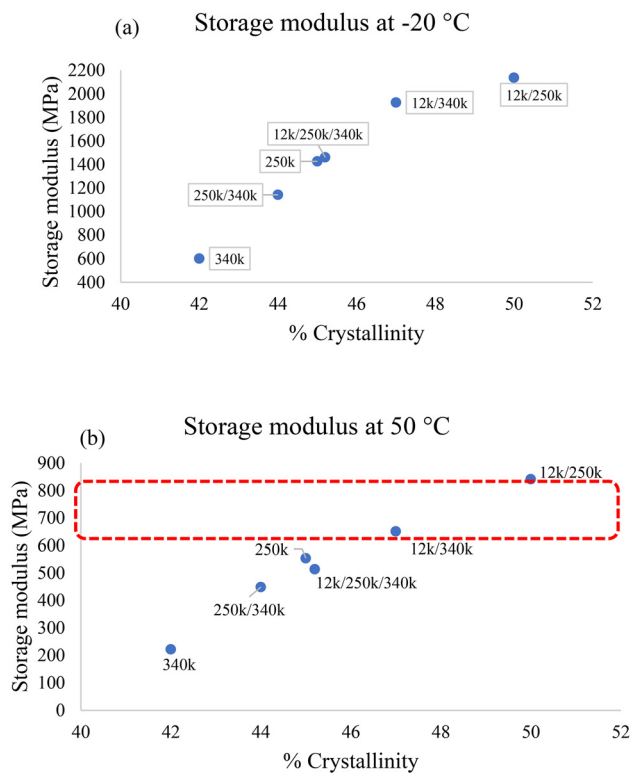 (a) Storage modulus at -20 °C
Storage modulus (MPa)
2200
2000
1800
1600
1400
1200
1000
800
600
400
12k/340k
12k/250k
12k/250k/340k
250k
250k/340k
340k
40 42 44 46 48 50 52
% Crystallinity
(b) Storage modulus at 50 °C
Storage modulus (MPa)
900
800
700
600
500
400
300
200
100
0
12k/250k
250k
12k/340k
12k/250k/340k
250k/340k
340k
40 42 44 46 48 50 52
% Crystallinity